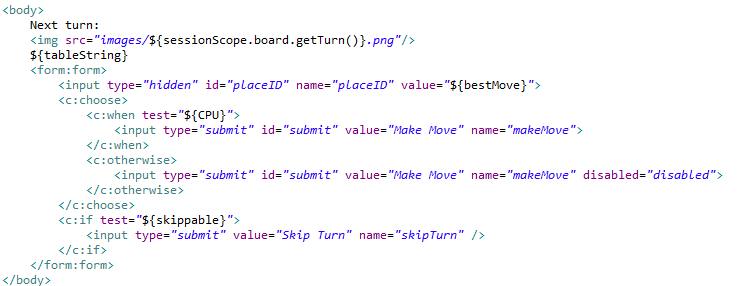 <body>
    Next turn:
    <img src="images/${sessionScope.board.getTurn()}.png"/>
    ${tableString}
    <form:form>
        <input type="hidden" id="placeID" name="placeID" value="${bestMove}">
        <c:choose>
            <c:when test="${CPU}">
                <input type="submit" id="submit" value="Make Move" name="makeMove">
            </c:when>
            <c:otherwise>
                <input type="submit" id="submit" value="Make Move" name="makeMove" disabled="disabled">
            </c:otherwise>
        </c:choose>
        <c:if test="${skippable}">
            <input type="submit" value="Skip Turn" name="skipTurn" />
        </c:if>
    </form:form>
</body>